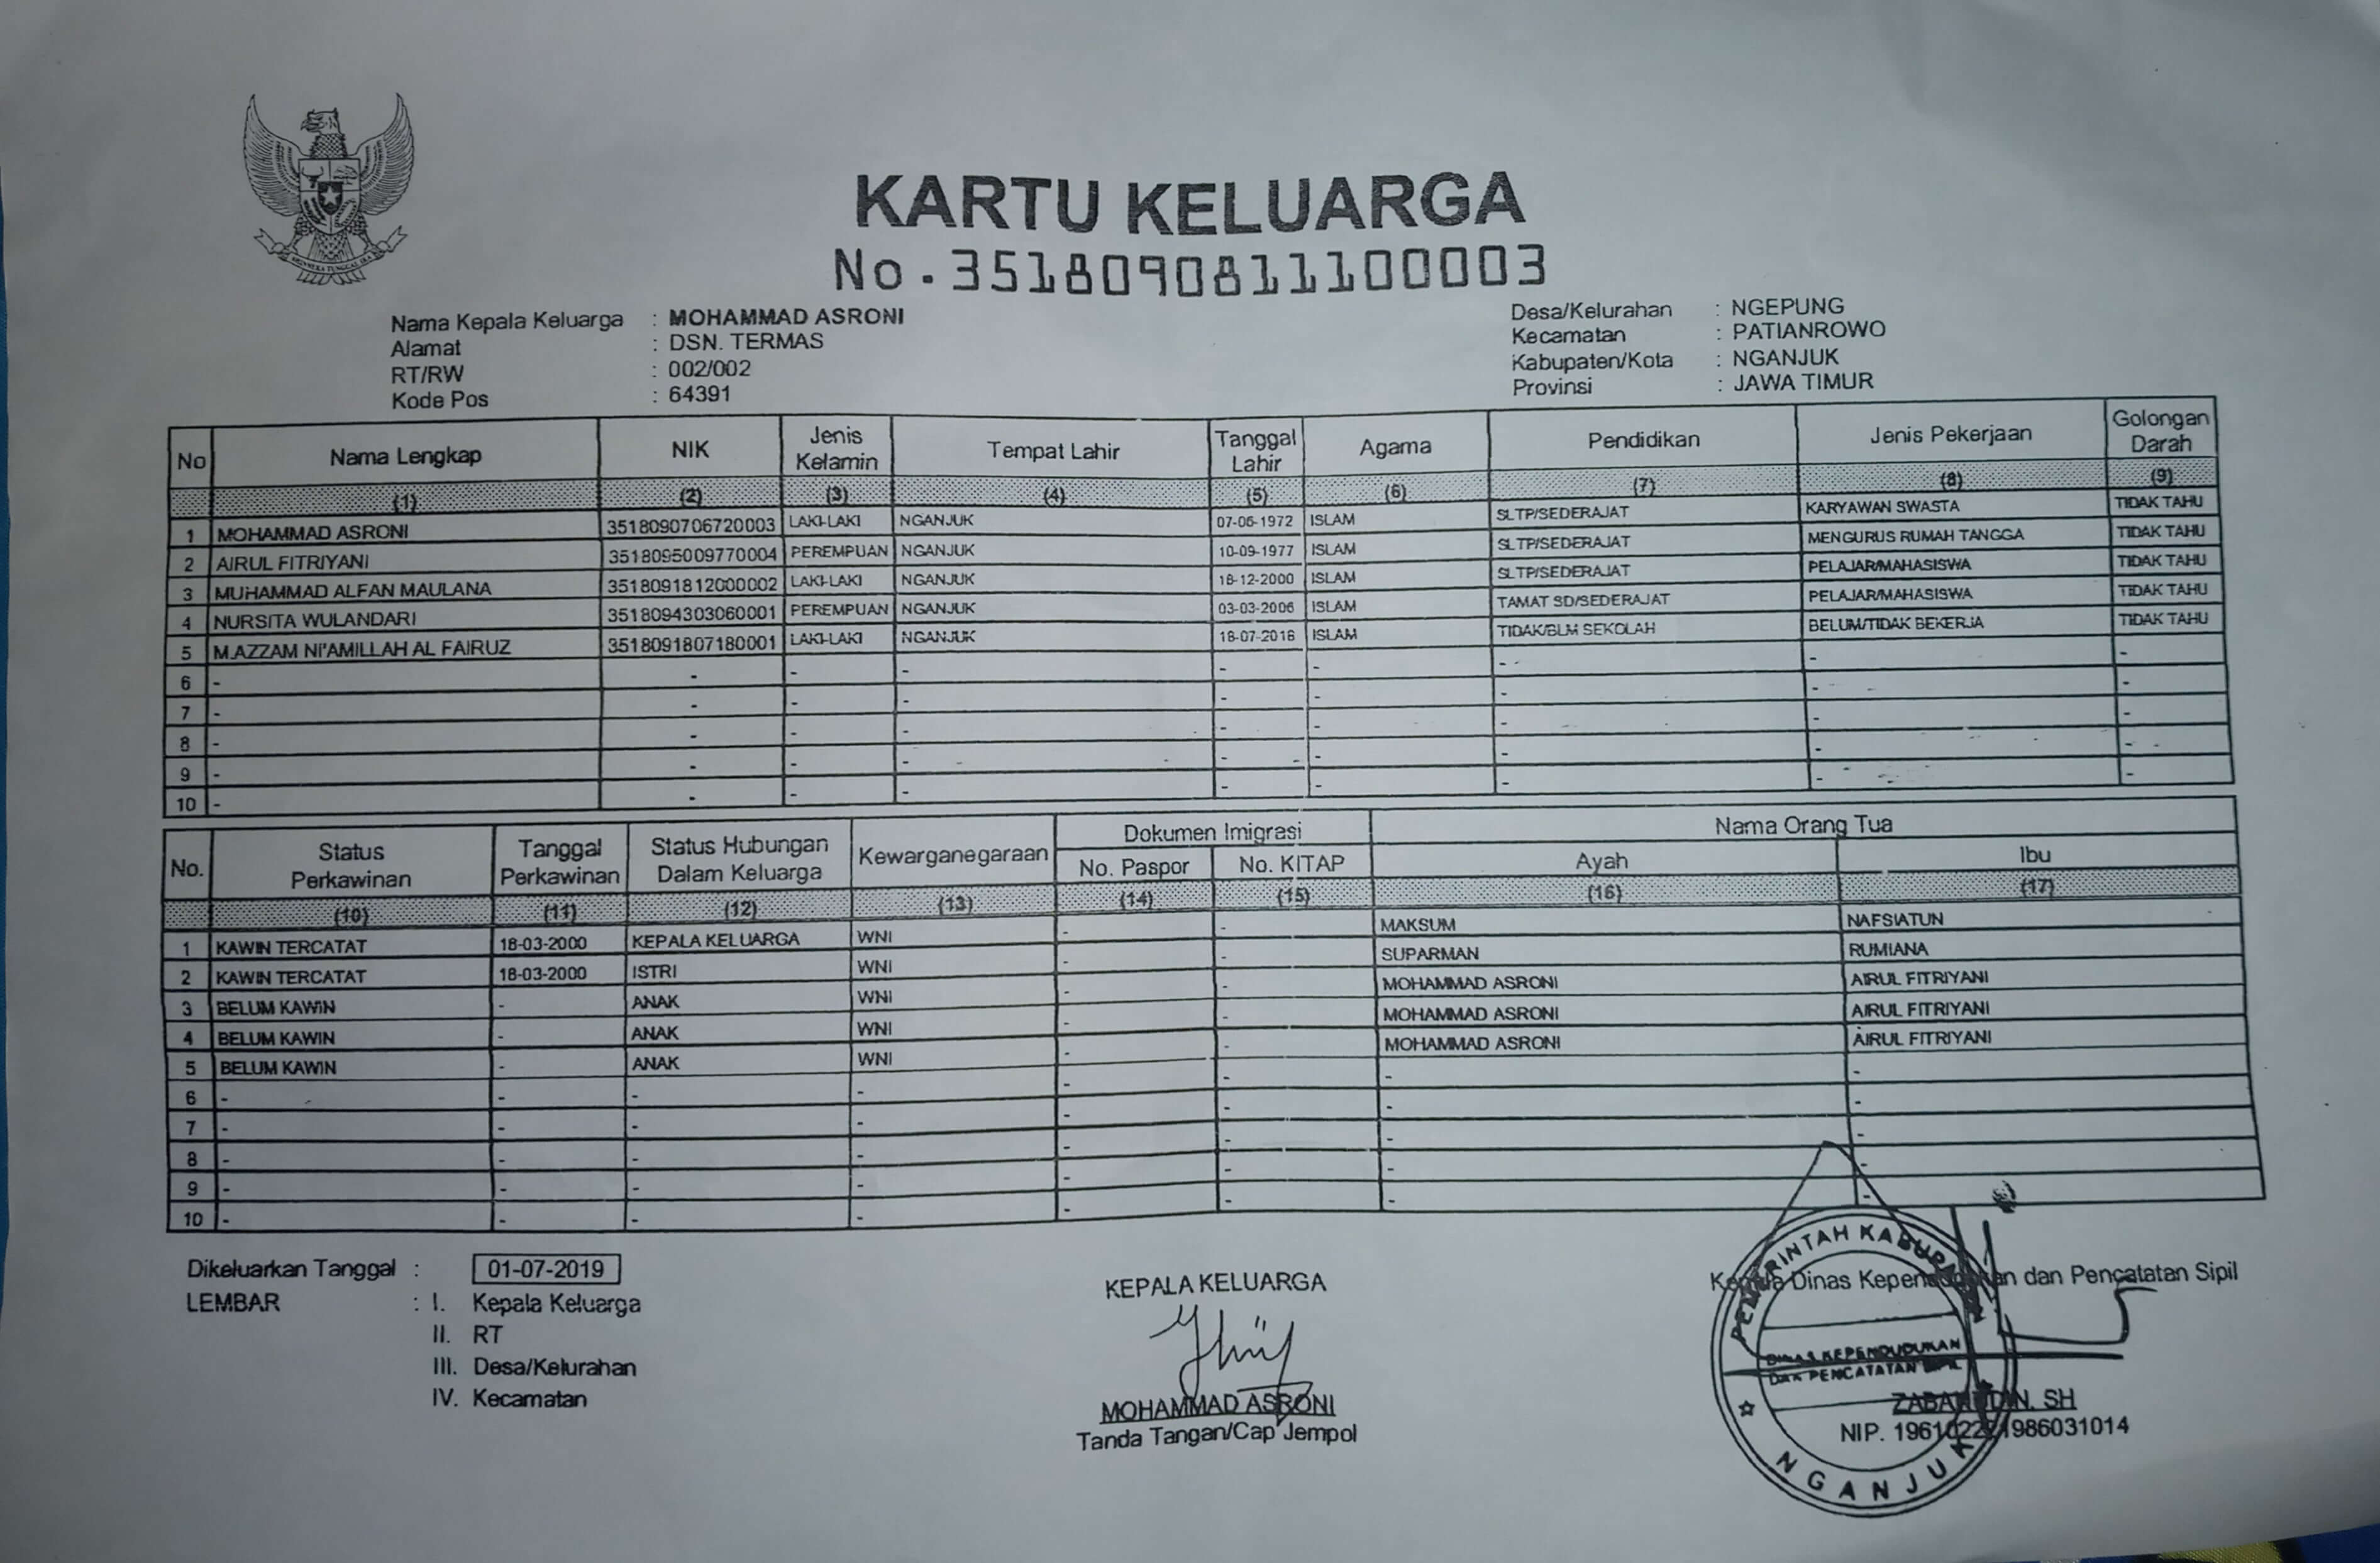 KARTU KELUARGA
No. 3518090811100003
Nama Kepala Keluarga : MOHAMMAD ASRONI
Alamat : DSN. TERMAS
RT/RW : 002/002
Kode Pos : 64391
Desa/Kelurahan : NGEPUNG
Kecamatan : PATIANROWO
Kabupaten/Kota : NGANJUK
Provinsi : JAWA TIMUR
No Nama Lengkap NIK Jenis Kelamin Tempat Lahir Tanggal Lahir Agama Pendidikan Jenis Pekerjaan Golongan Darah
(1) (2) (3) (4) (5) (6) (7) (8) (9)
1 MOHAMMAD ASRONI 3518090706720003 LAKI-LAKI NGANJUK 07-06-1972 ISLAM SLTP/SEDERAJAT KARYAWAN SWASTA TIDAK TAHU
2 AIRUL FITRIYANI 3518095009770004 PEREMPUAN NGANJUK 10-09-1977 ISLAM SLTP/SEDERAJAT MENGURUS RUMAH TANGGA TIDAK TAHU
3 MUHAMMAD ALFAN MAULANA 3518091812000002 LAKI-LAKI NGANJUK 18-12-2000 ISLAM SLTP/SEDERAJAT PELAJAR/MAHASISWA TIDAK TAHU
4 NURSITA WULANDARI 3518094303060001 PEREMPUAN NGANJUK 03-03-2006 ISLAM TAMAT SD/SEDERAJAT PELAJAR/MAHASISWA TIDAK TAHU
5 M.AZZAM NI'AMILLAH AL FAIRUZ 3518091807180001 LAKI-LAKI NGANJUK 18-07-2018 ISLAM TIDAK/BLM SEKOLAH BELUM/TIDAK BEKERJA TIDAK TAHU
6 - - - - - - - - -
7 - - - - - - - - -
8 - - - - - - - - -
9 - - - - - - - - -
10 - - - - - - - - -
No. Status Perkawinan Tanggal Perkawinan Status Hubungan Dalam Keluarga Kewarganegaraan Dokumen Imigrasi Nama Orang Tua
No. Paspor No. KITAP Ayah Ibu
(10) (11) (12) (13) (14) (15) (16) (17)
1 KAWIN TERCATAT 18-03-2000 KEPALA KELUARGA WNI - - MAKSUM NAFSIATUN
2 KAWIN TERCATAT 18-03-2000 ISTRI WNI - - SUPARMAN RUMIANA
3 BELUM KAWIN - ANAK WNI - - MOHAMMAD ASRONI AIRUL FITRIYANI
4 BELUM KAWIN - ANAK WNI - - MOHAMMAD ASRONI AIRUL FITRIYANI
5 BELUM KAWIN - ANAK WNI - - MOHAMMAD ASRONI AIRUL FITRIYANI
6 - - - - - - - -
7 - - - - - - - -
8 - - - - - - - -
9 - - - - - - - -
10 - - - - - - - -
Dikeluarkan Tanggal : 01-07-2019
LEMBAR : I. Kepala Keluarga
II. RT
III. Desa/Kelurahan
IV. Kecamatan
KEPALA KELUARGA
MOHAMMAD ASRONI
Tanda Tangan/Cap Jempol
Kepala Dinas Kependudukan dan Pencatatan Sipil
PEMERINTAH KABUPATEN
DINAS KEPENDUDUKAN
DAN PENCATATAN SIPIL
NGANJUK
SH
NIP.